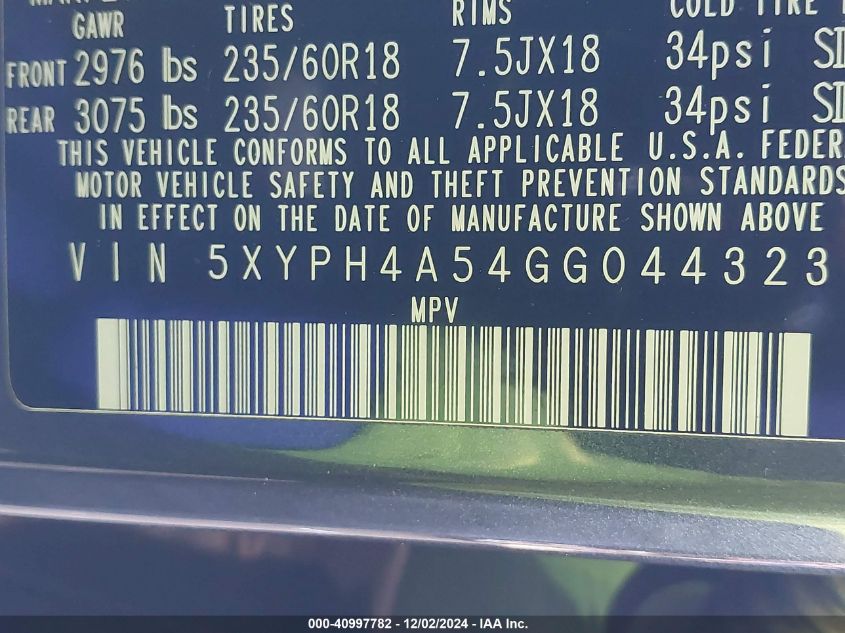 GAWR TIRES RIMS COLD TIRE
FRONT 2976 lbs 235/60R18 7.5JX18 34psi
REAR 3075 lbs 235/60R18 7.5JX18 34psi
THIS VEHICLE CONFORMS TO ALL APPLICABLE U.S.A. FEDER
MOTOR VEHICLE SAFETY AND THEFT PREVENTION STANDARDS
IN EFFECT ON THE DATE OF MANUFACTURE SHOWN ABOVE
VIN 5XYPH4A54GG044323
MPV
000-40997782 - 12/02/2024 - IAA Inc.